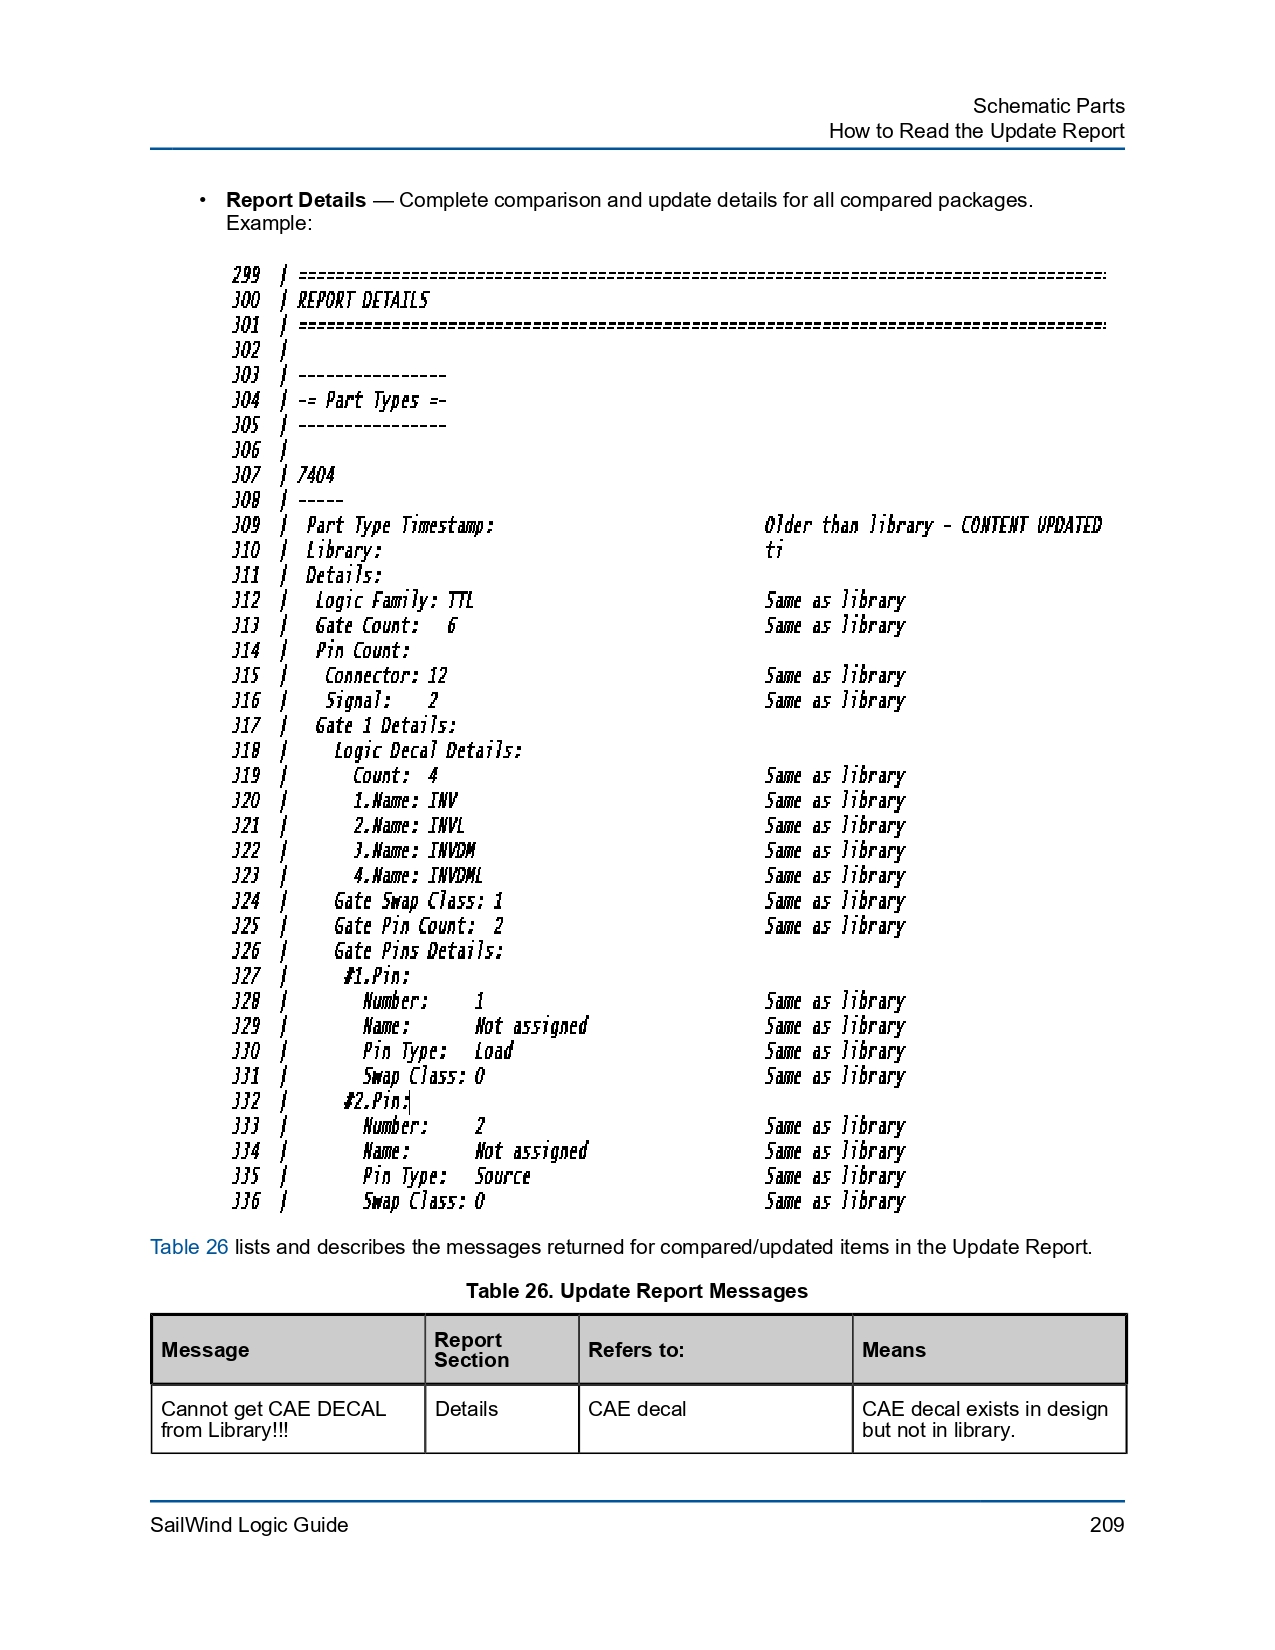 Schematic Parts
How to Read the Update Report
• Report Details — Complete comparison and update details for all compared packages.
Example:
299 | ======================================================================================
300 | REPORT DETAILS
301 | ======================================================================================
302 |
303 | ----------------
304 | -= Part Types =-
305 | ----------------
306 |
307 | 7404
308 | -----
309 | Part Type Timestamp: Older than library - CONTENT UPDATED
310 | Library: ti
311 | Details:
312 | Logic Family: TTL Same as library
313 | Gate Count: 6 Same as library
314 | Pin Count:
315 | Connector: 12 Same as library
316 | Signal: 2 Same as library
317 | Gate 1 Details:
318 | Logic Decal Details:
319 | Count: 4 Same as library
320 | 1.Name: INV Same as library
321 | 2.Name: INVL Same as library
322 | 3.Name: INVDM Same as library
323 | 4.Name: INVDML Same as library
324 | Gate Swap Class: 1 Same as library
325 | Gate Pin Count: 2 Same as library
326 | Gate Pins Details:
327 | #1.Pin:
328 | Number: 1 Same as library
329 | Name: Not assigned Same as library
330 | Pin Type: Load Same as library
331 | Swap Class: 0 Same as library
332 | #2.Pin:
333 | Number: 2 Same as library
334 | Name: Not assigned Same as library
335 | Pin Type: Source Same as library
336 | Swap Class: 0 Same as library
Table 26 lists and describes the messages returned for compared/updated items in the Update Report.
Table 26. Update Report Messages
Message Report Section Refers to: Means
Cannot get CAE DECAL from Library!!! Details CAE decal CAE decal exists in design but not in library.
SailWind Logic Guide 209